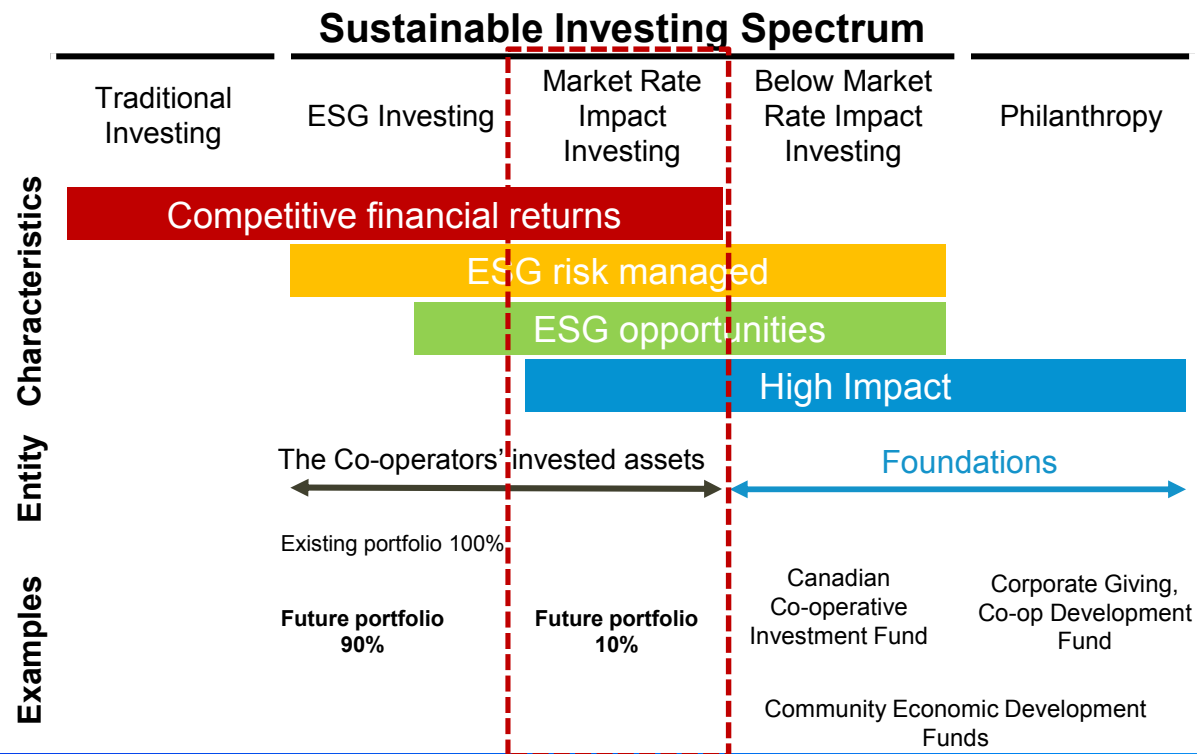 Sustainable Investing Spectrum
Traditional
Investing
ESG Investing
Market Rate
Impact
Investing
Below Market
Rate Impact
Investing
Philanthropy
Characteristics
Competitive financial returns
ESG risk managed
ESG opportunities
High Impact
Entity
The Co-operators' invested assets
Foundations
Examples
Existing portfolio 100%
Future portfolio
90%
Future portfolio
10%
Canadian
Co-operative
Investment Fund
Corporate Giving,
Co-op Development
Fund
Community Economic Development
Funds